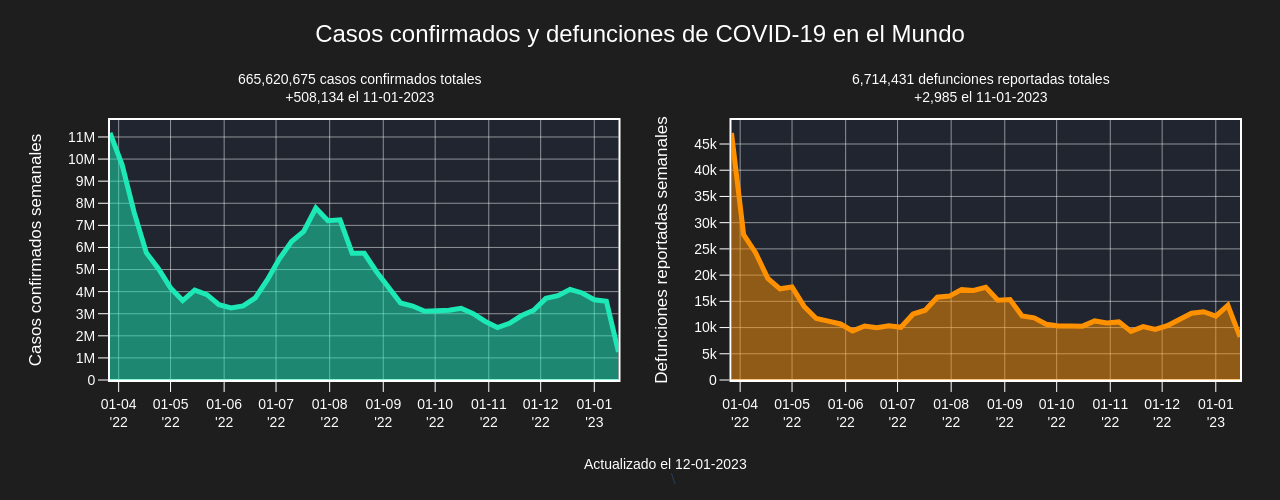 Casos confirmados y defunciones de COVID-19 en el Mundo
665,620,675 casos confirmados totales
+508,134 el 11-01-2023
Casos confirmados semanales
11M
10M
9M
8M
7M
6M
5M
4M
3M
2M
1M
0
01-04 01-05 01-06 01-07 01-08 01-09 01-10 01-11 01-12 01-01
'22 '22 '22 '22 '22 '22 '22 '22 '22 '23
6,714,431 defunciones reportadas totales
+2,985 el 11-01-2023
Defunciones reportadas semanales
45k
40k
35k
30k
25k
20k
15k
10k
5k
0
01-04 01-05 01-06 01-07 01-08 01-09 01-10 01-11 01-12 01-01
'22 '22 '22 '22 '22 '22 '22 '22 '22 '23
Actualizado el 12-01-2023
\